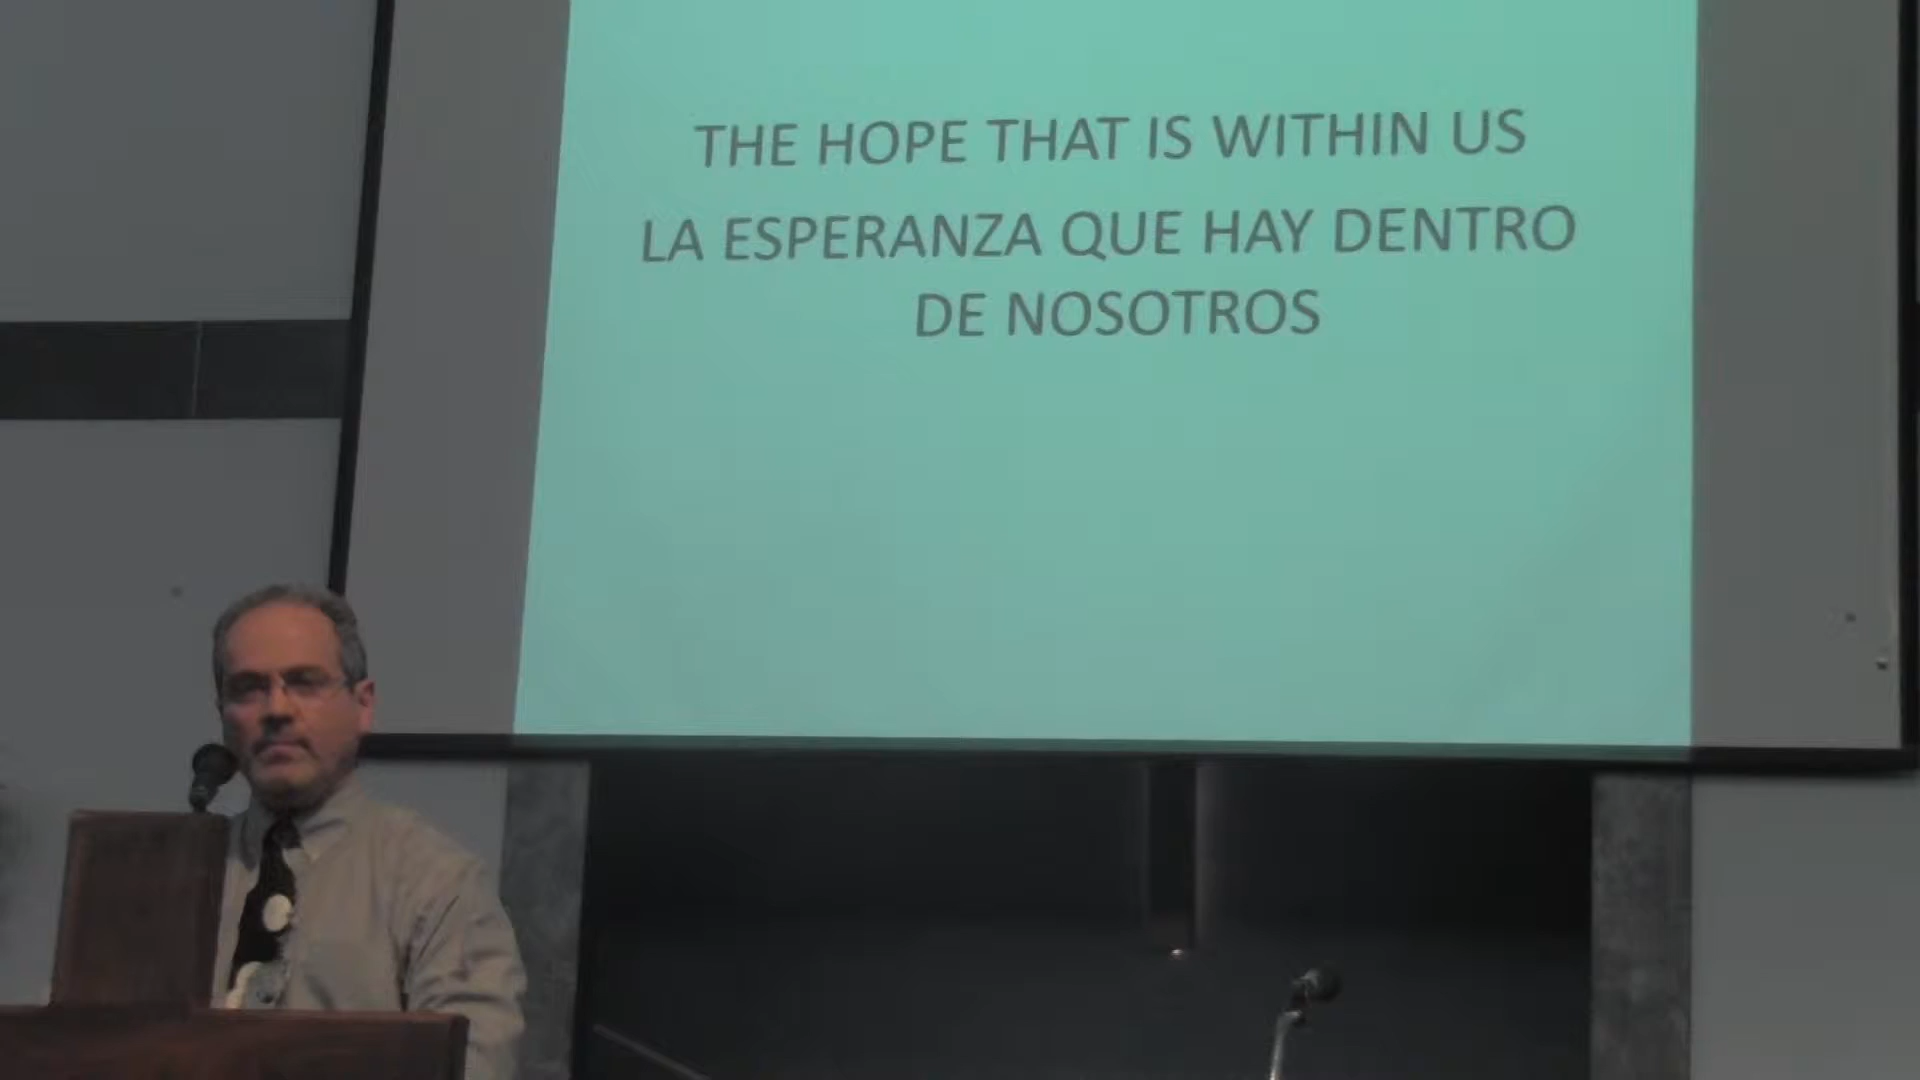 THE HOPE THAT IS WITHIN US
LA ESPERANZA QUE HAY DENTRO
DE NOSOTROS